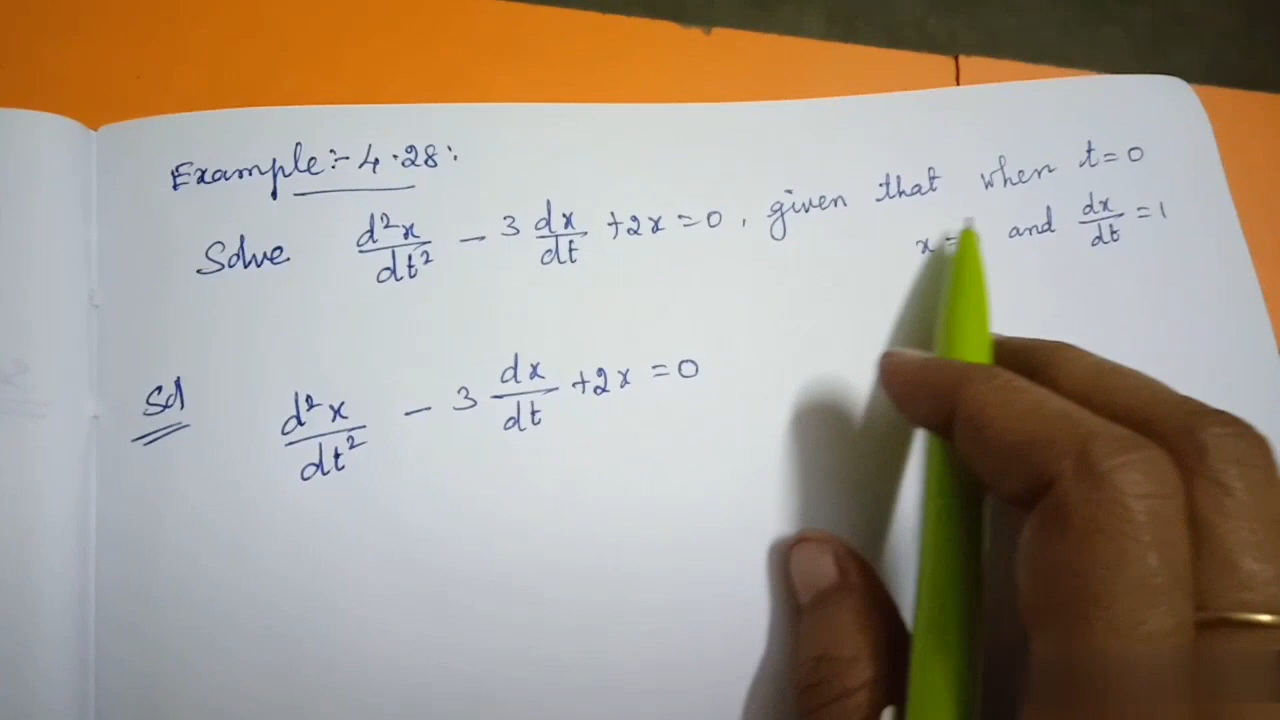 Example:- 4.28:
Solve d²x/dt² - 3 dx/dt + 2x = 0, given that when t = 0
x = and dx/dt = 1
Sol d²x/dt² - 3 dx/dt + 2x = 0